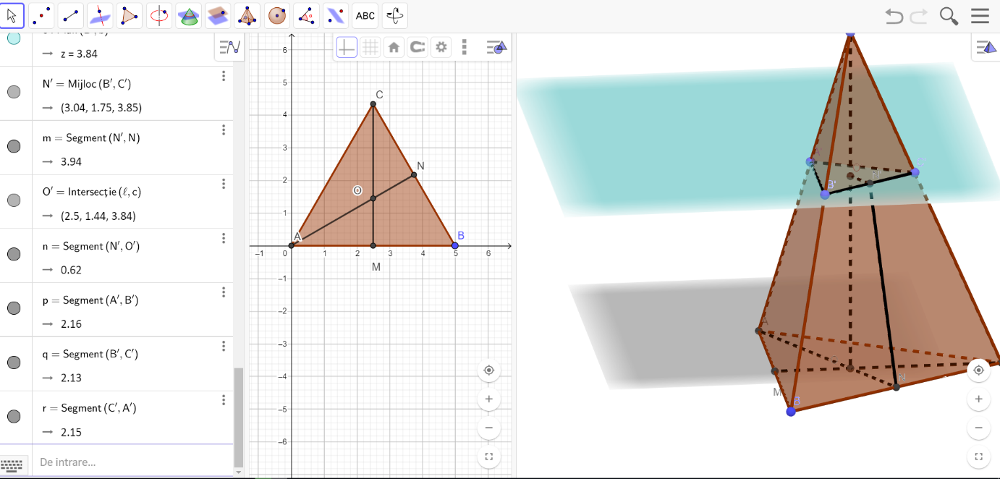 ABC
z = 3.84
N′ = Mijloc (B′, C′)
→ (3.04, 1.75, 3.85)
m = Segment (N′, N)
→ 3.94
O′ = Intersecție (ℓ, c)
→ (2.5, 1.44, 3.84)
n = Segment (N′, O′)
→ 0.62
p = Segment (A′, B′)
→ 2.16
q = Segment (B′, C′)
→ 2.13
r = Segment (C′, A′)
→ 2.15
De intrare...
6
5
C
4
3
N
2
O
1
A
B
−1
0
1
2
3
4
5
6
M
−1
−2
−3
−4
−5
−6
B'
A
M
B
N